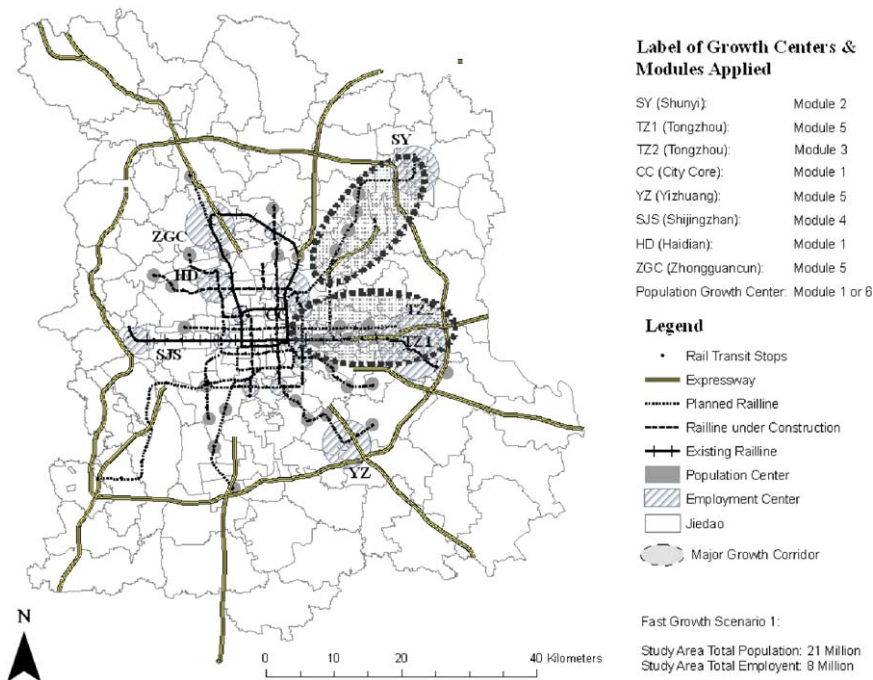 SY
ZGC
HD
CC
TZ2
TZ1
SJS
YZ
N
0 10 20 40 Kilometers
Label of Growth Centers &
Modules Applied
SY (Shunyi): Module 2
TZ1 (Tongzhou): Module 5
TZ2 (Tongzhou): Module 3
CC (City Core): Module 1
YZ (Yizhuang): Module 5
SJS (Shijingzhan): Module 4
HD (Haidian): Module 1
ZGC (Zhongguancun): Module 5
Population Growth Center: Module 1 or 6
Legend
Rail Transit Stops
Expressway
Planned Railline
Railline under Construction
Existing Railline
Population Center
Employment Center
Jiedao
Major Growth Corridor
Fast Growth Scenario 1:
Study Area Total Population: 21 Million
Study Area Total Employent: 8 Million